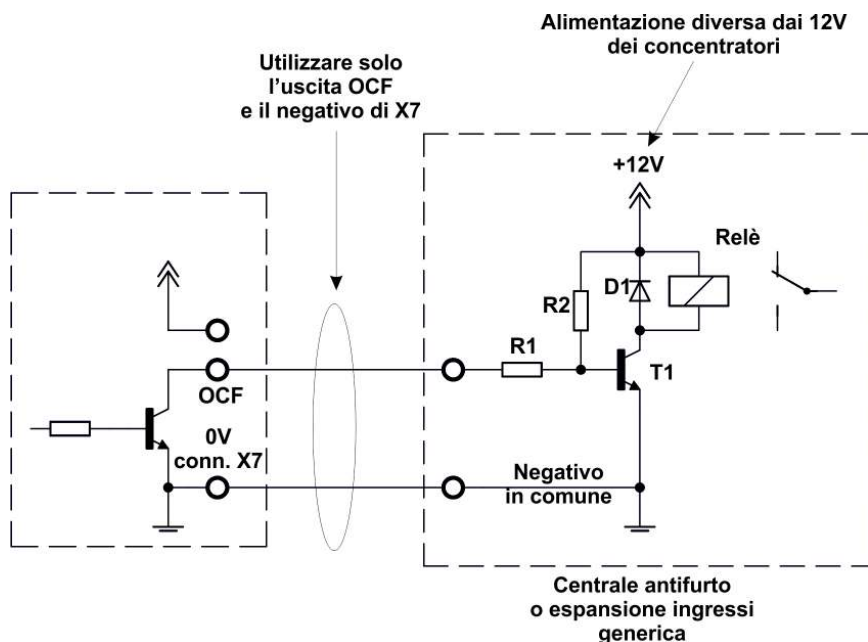 Alimentazione diversa dai 12V
dei concentratori
Utilizzare solo
l'uscita OCF
e il negativo di X7
+12V
Relè
D1
R2
R1
T1
OCF
0V
conn. X7
Negativo
in comune
Centrale antifurto
o espansione ingressi
generica